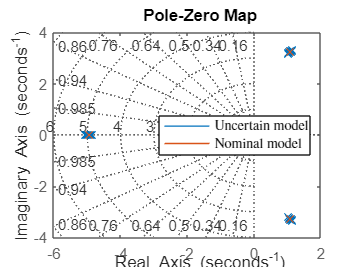 Pole-Zero Map
4
0.86 0.76 0.64 0.5 0.34 0.16
0.94
2
0.985
6 5 4 3
0
0.985
-2
0.94
0.86 0.76 0.64 0.5 0.34 0.16
-4
-6 -4 -2 0 2
Real Axis (seconds⁻¹)
Imaginary Axis (seconds⁻¹)
Uncertain model
Nominal model